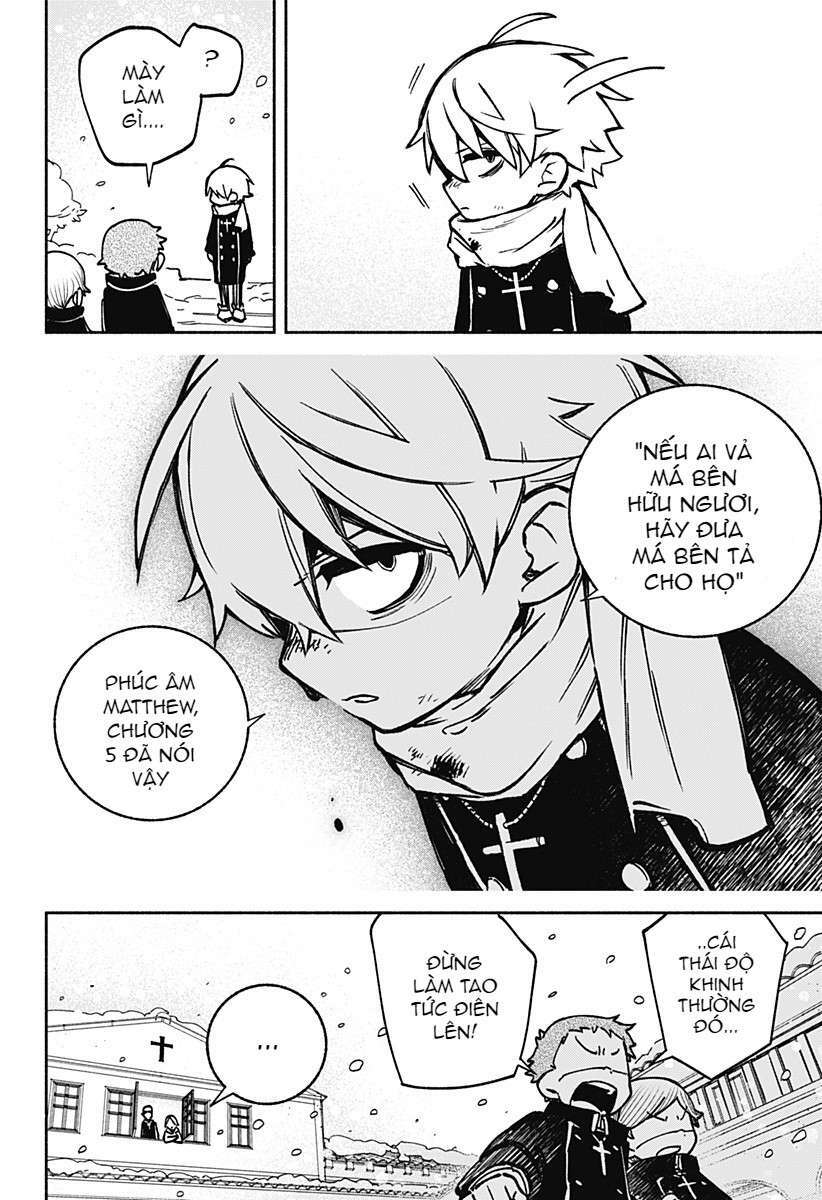 ?
MÀY
LÀM
GÌ....
"NẾU AI VẢ
MÁ BÊN
HỮU NGƯƠI,
HÃY ĐƯA
MÁ BÊN TẢ
CHO HỌ"
PHÚC ÂM
MATTHEW,
CHƯƠNG
5 ĐÃ NÓI
VẬY
..CÁI
THÁI ĐỘ
KHINH
THƯỜNG
ĐÓ...
ĐỪNG
LÀM TAO
TỨC ĐIÊN
LÊN!
...